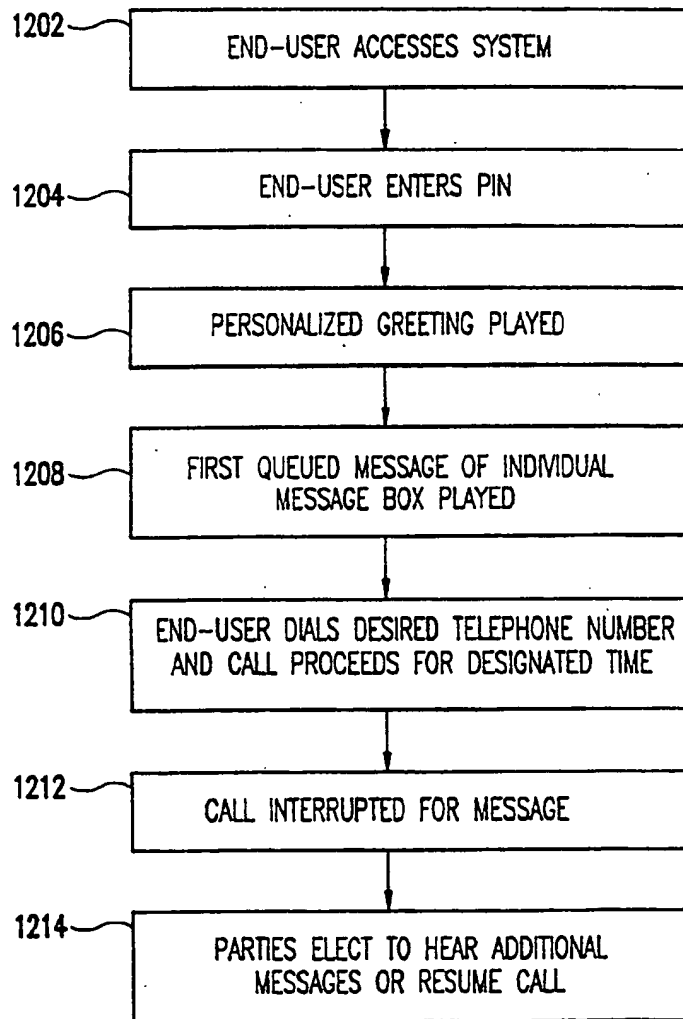 1202
END-USER ACCESSES SYSTEM
1204
END-USER ENTERS PIN
1206
PERSONALIZED GREETING PLAYED
1208
FIRST QUEUED MESSAGE OF INDIVIDUAL
MESSAGE BOX PLAYED
1210
END-USER DIALS DESIRED TELEPHONE NUMBER
AND CALL PROCEEDS FOR DESIGNATED TIME
1212
CALL INTERRUPTED FOR MESSAGE
1214
PARTIES ELECT TO HEAR ADDITIONAL
MESSAGES OR RESUME CALL